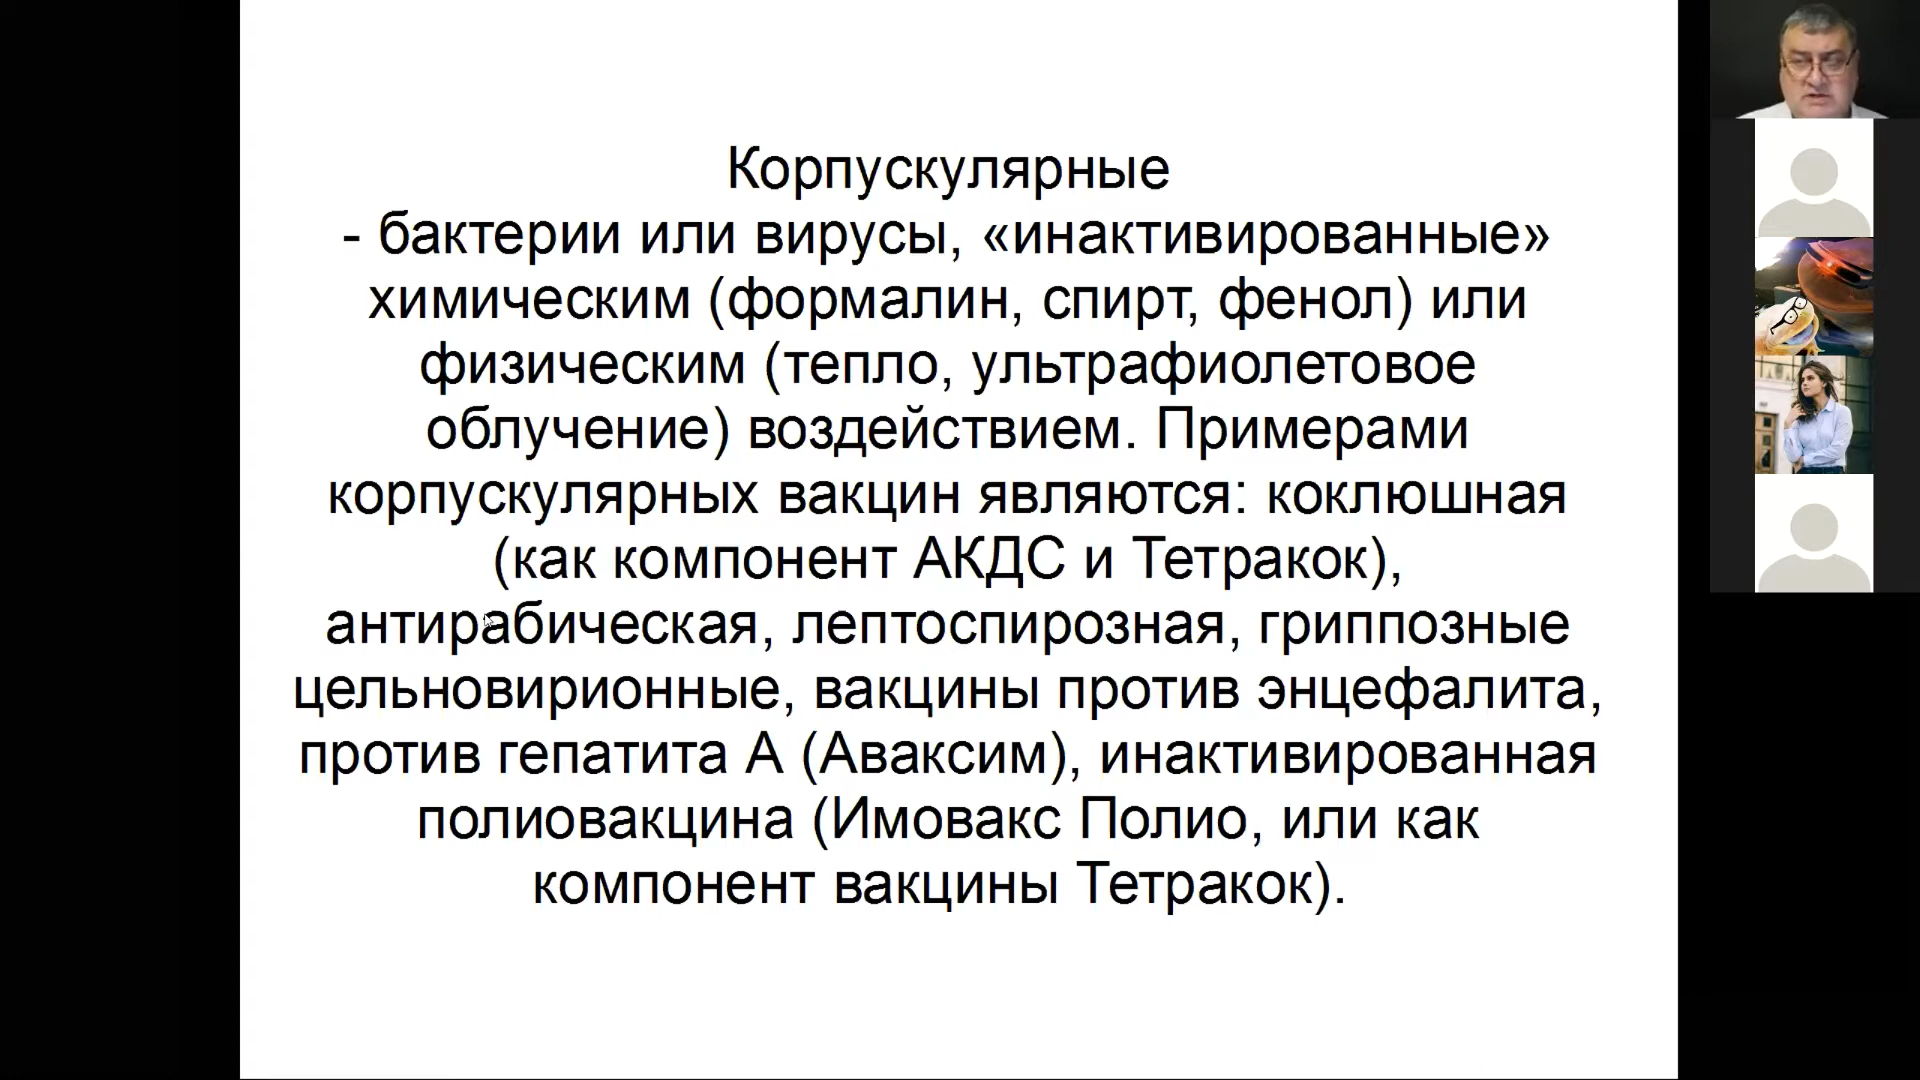 Корпускулярные
- бактерии или вирусы, «инактивированные»
химическим (формалин, спирт, фенол) или
физическим (тепло, ультрафиолетовое
облучение) воздействием. Примерами
корпускулярных вакцин являются: коклюшная
(как компонент АКДС и Тетракок),
антирабическая, лептоспирозная, гриппозные
цельновирионные, вакцины против энцефалита,
против гепатита А (Аваксим), инактивированная
полиовакцина (Имовакс Полио, или как
компонент вакцины Тетракок).